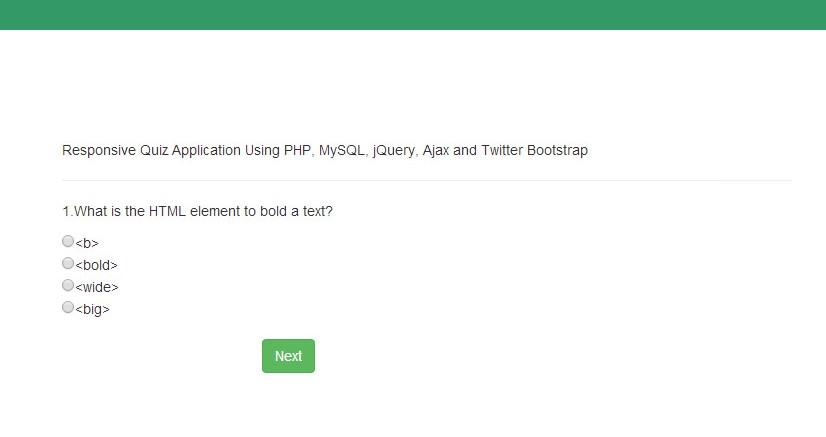 Responsive Quiz Application Using PHP, MySQL, jQuery, Ajax and Twitter Bootstrap
1.What is the HTML element to bold a text?
<b>
<bold>
<wide>
<big>
Next